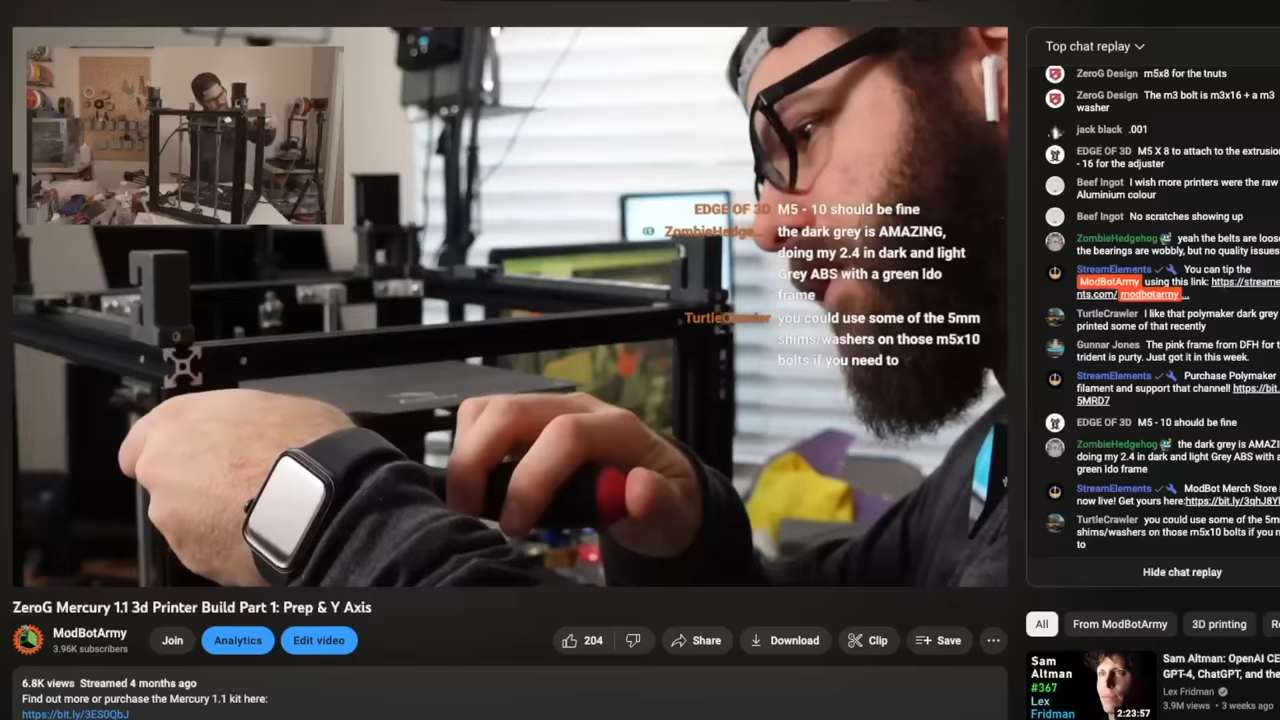 EDGE OF 3D M5 - 10 should be fine
ZombieHedge... the dark grey is AMAZING,
doing my 2.4 in dark and light
Grey ABS with a green ldo
frame
TurtleCrawler you could use some of the 5mm
shims/washers on those m5x10
bolts if you need to
Top chat replay
ZeroG Design m5x8 for the tnuts
ZeroG Design The m3 bolt is m3x16 + a m3
washer
jack black .001
EDGE OF 3D M5 X 8 to attach to the extrusio
- 16 for the adjuster
Beef Ingot I wish more printers were the raw
Aluminium colour
Beef Ingot No scratches showing up
ZombieHedgehog yeah the belts are loos
the bearings are wobbly, but no quality issues
StreamElements You can tip the
ModBotArmy using this link: https://streame
nts.com/ modbotarmy ...
TurtleCrawler I like that polymaker dark grey
printed some of that recently
Gunnar Jones The pink frame from DFH for t
trident is purty. Just got it in this week.
StreamElements Purchase Polymaker
filament and support that channel! https://bit.
5MRD7
EDGE OF 3D M5 - 10 should be fine
ZombieHedgehog the dark grey is AMAZI
doing my 2.4 in dark and light Grey ABS with a
green ldo frame
StreamElements ModBot Merch Store
now live! Get yours here:https://bit.ly/3qhJ8Y
TurtleCrawler you could use some of the 5m
shims/washers on those m5x10 bolts if you n
to
Hide chat replay
ZeroG Mercury 1.1 3d Printer Build Part 1: Prep & Y Axis
ModBotArmy
3.96K subscribers
Join
Analytics
Edit video
204
Share
Download
Clip
Save
6.8K views Streamed 4 months ago
Find out more or purchase the Mercury 1.1 kit here:
https://bit.ly/3ES0QbJ
All
From ModBotArmy
3D printing
Sam
Altman
#367
Lex
Fridman
2:23:57
Sam Altman: OpenAI CE
GPT-4, ChatGPT, and the
Lex Fridman
3.9M views • 3 weeks ago